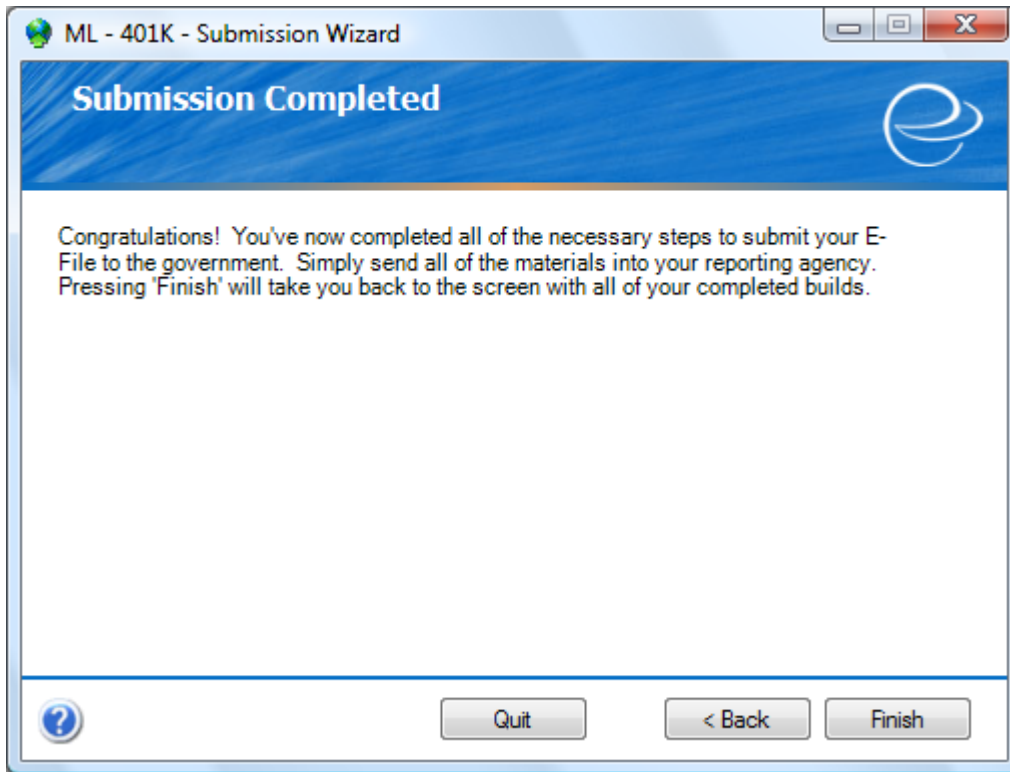 ML - 401K - Submission Wizard
Submission Completed
Congratulations!  You've now completed all of the necessary steps to submit your E-
File to the government.  Simply send all of the materials into your reporting agency.
Pressing 'Finish' will take you back to the screen with all of your completed builds.
Quit < Back Finish